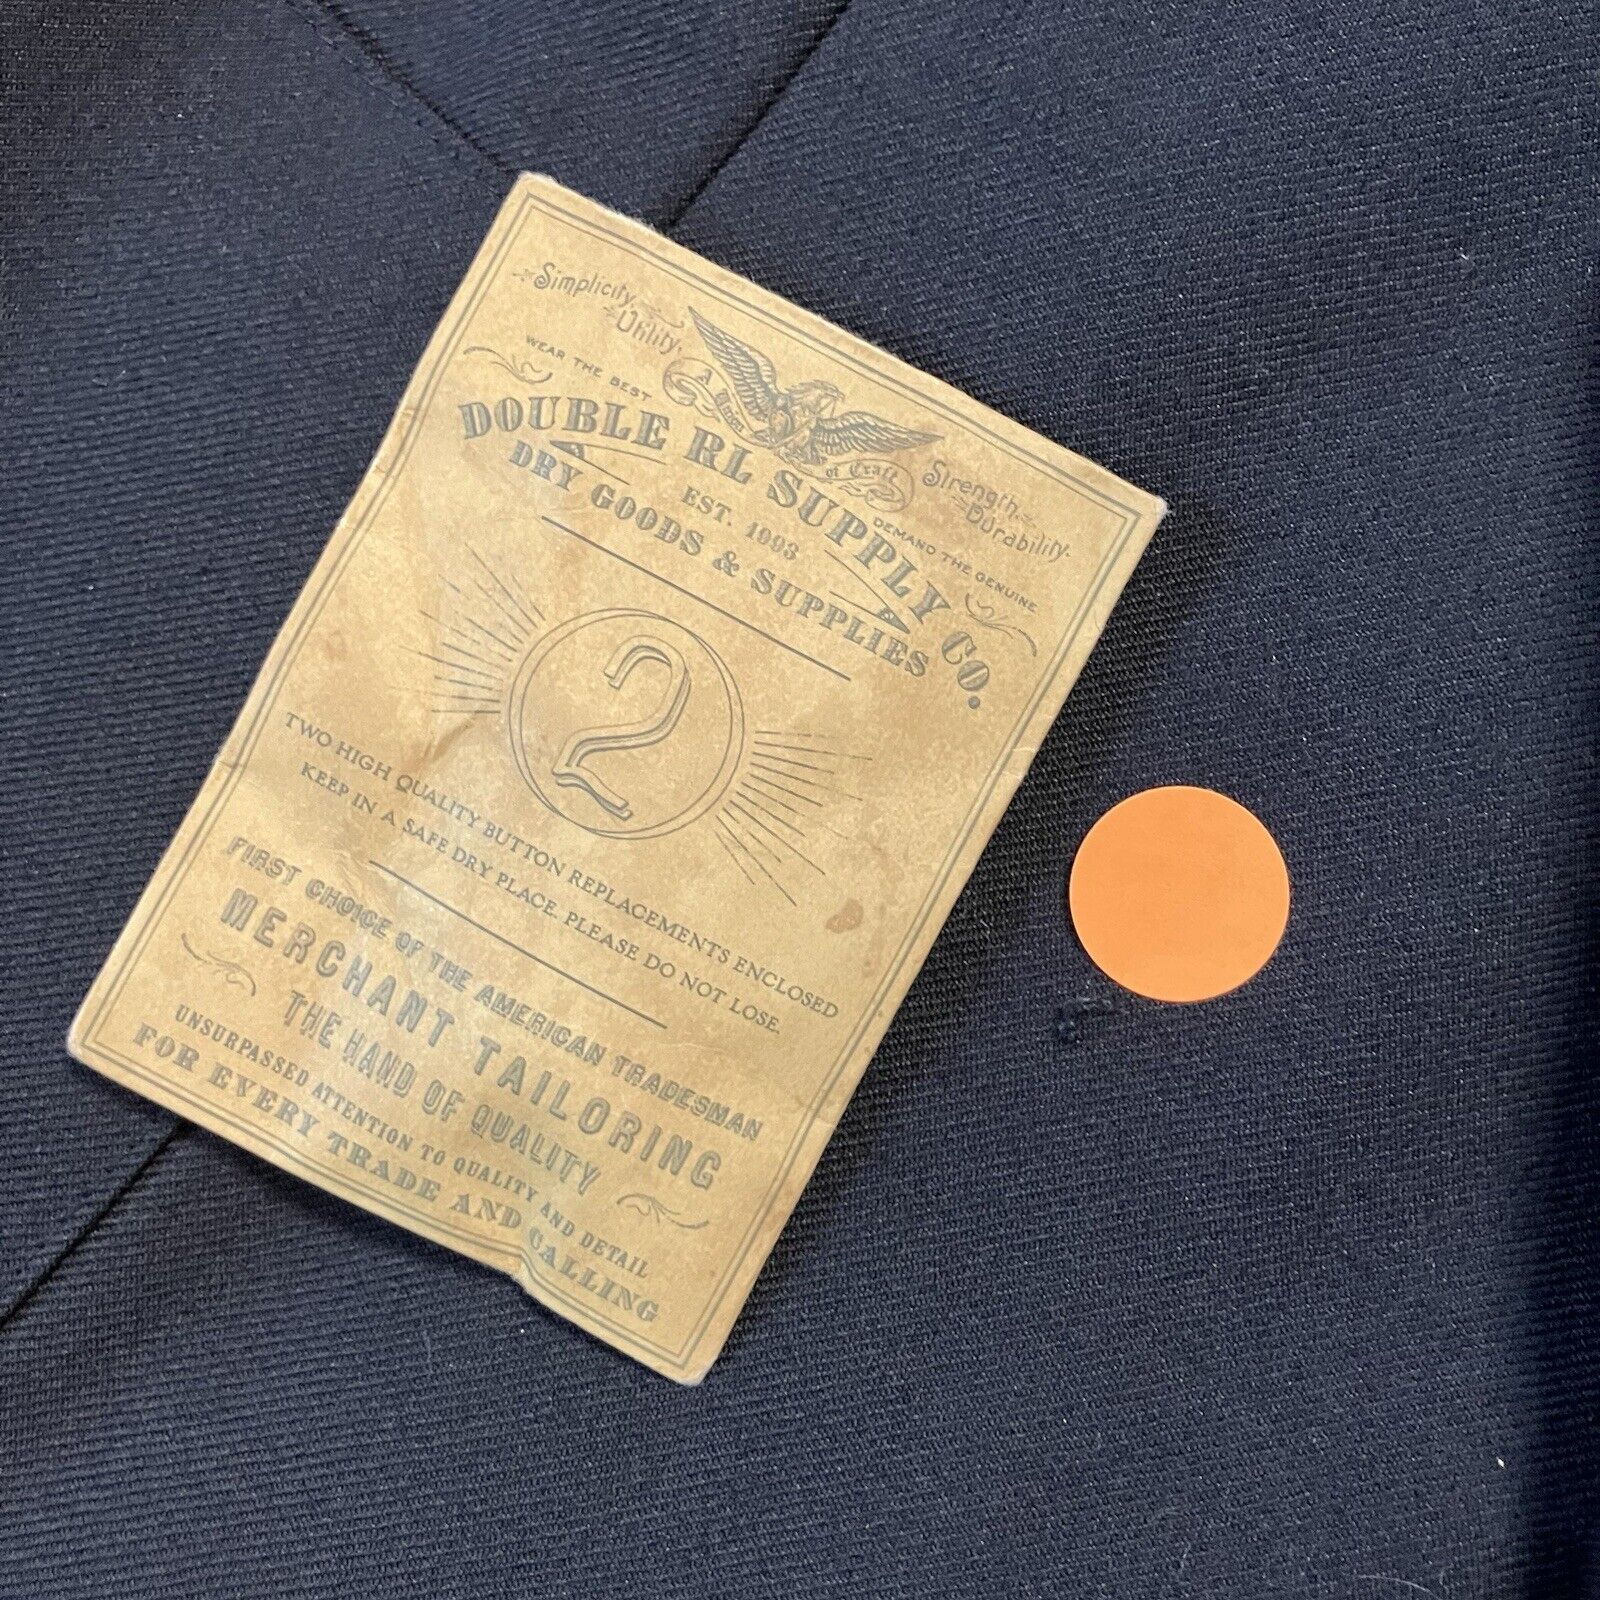 Simplicity.
Utility.
WEAR THE BEST
A Union
of Craft
Strength.
Durability.
DEMAND THE GENUINE
DOUBLE RL SUPPLY CO.
EST. 1993
DRY GOODS & SUPPLIES
2
TWO HIGH QUALITY BUTTON REPLACEMENTS ENCLOSED
KEEP IN A SAFE DRY PLACE. PLEASE DO NOT LOSE.
FIRST CHOICE OF THE AMERICAN TRADESMAN
MERCHANT TAILORING
THE HAND OF QUALITY
UNSURPASSED ATTENTION TO QUALITY AND DETAIL
FOR EVERY TRADE AND CALLING